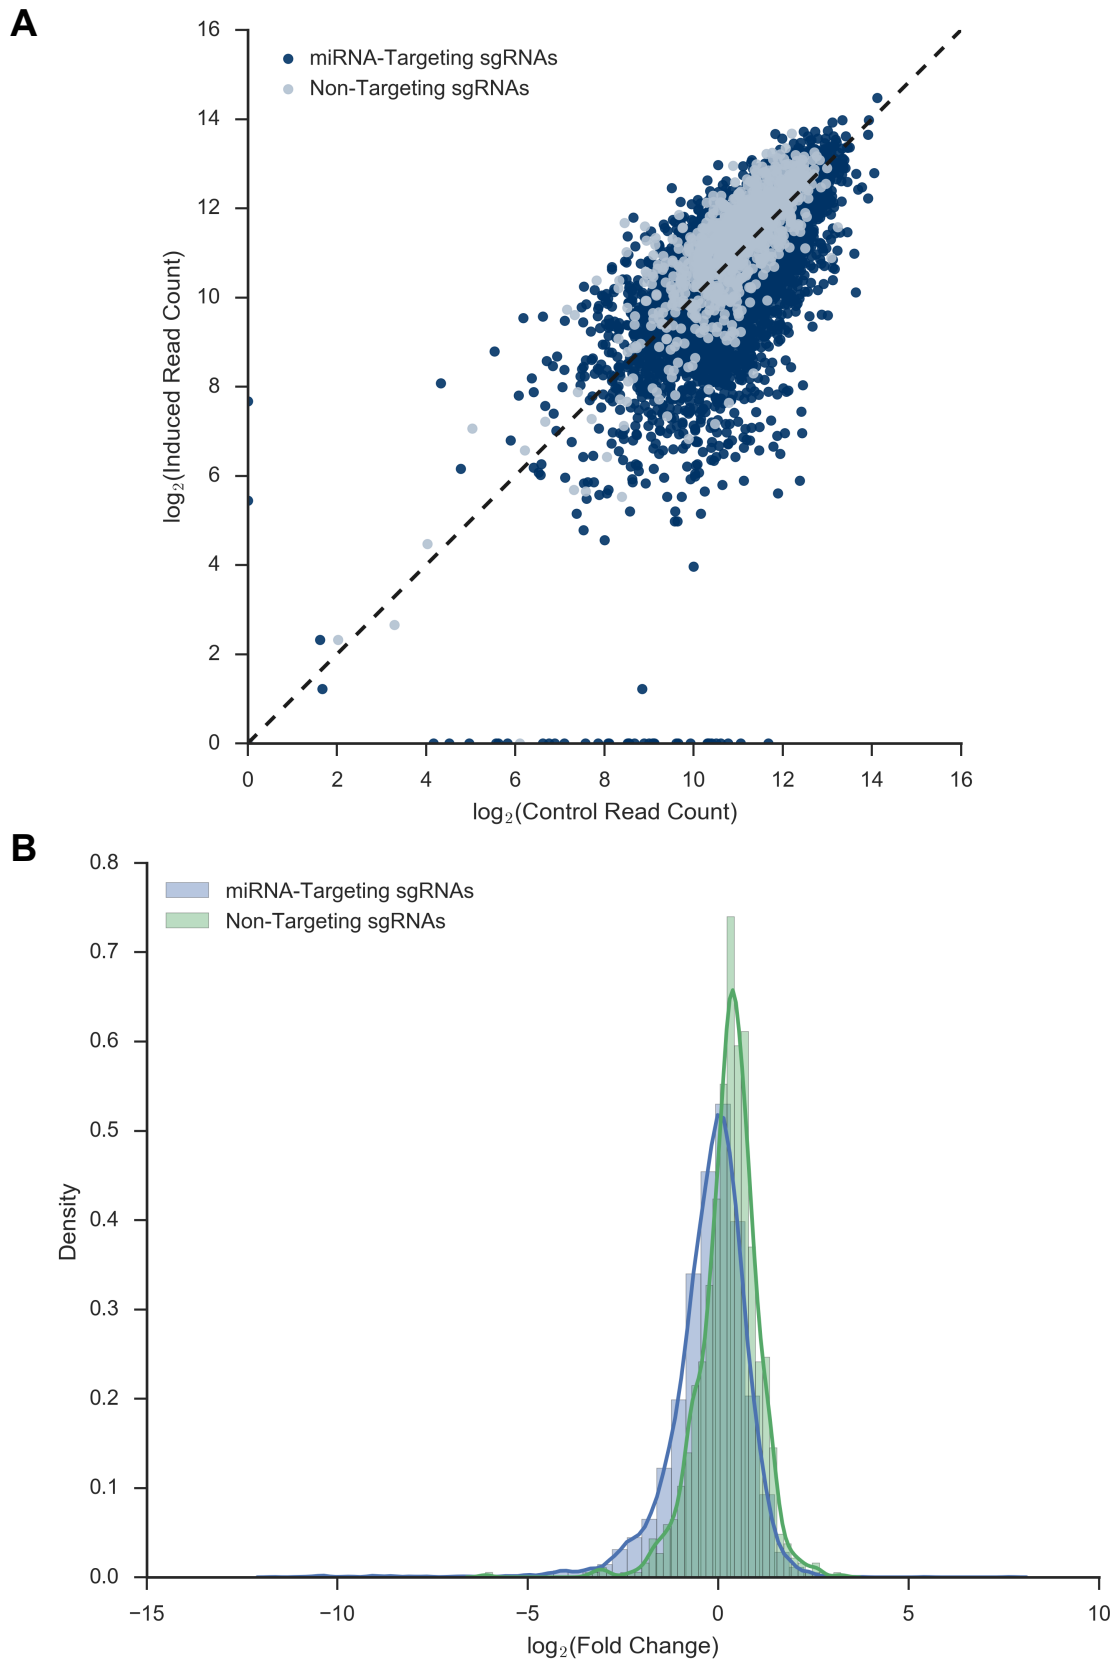 A
16
14
12
10
8
6
4
2
0
log₂(Induced Read Count)
miRNA-Targeting sgRNAs
Non-Targeting sgRNAs
0 2 4 6 8 10 12 14 16
log₂(Control Read Count)
B
0.8
0.7
0.6
0.5
0.4
0.3
0.2
0.1
0.0
Density
miRNA-Targeting sgRNAs
Non-Targeting sgRNAs
−15 −10 −5 0 5 10
log₂(Fold Change)